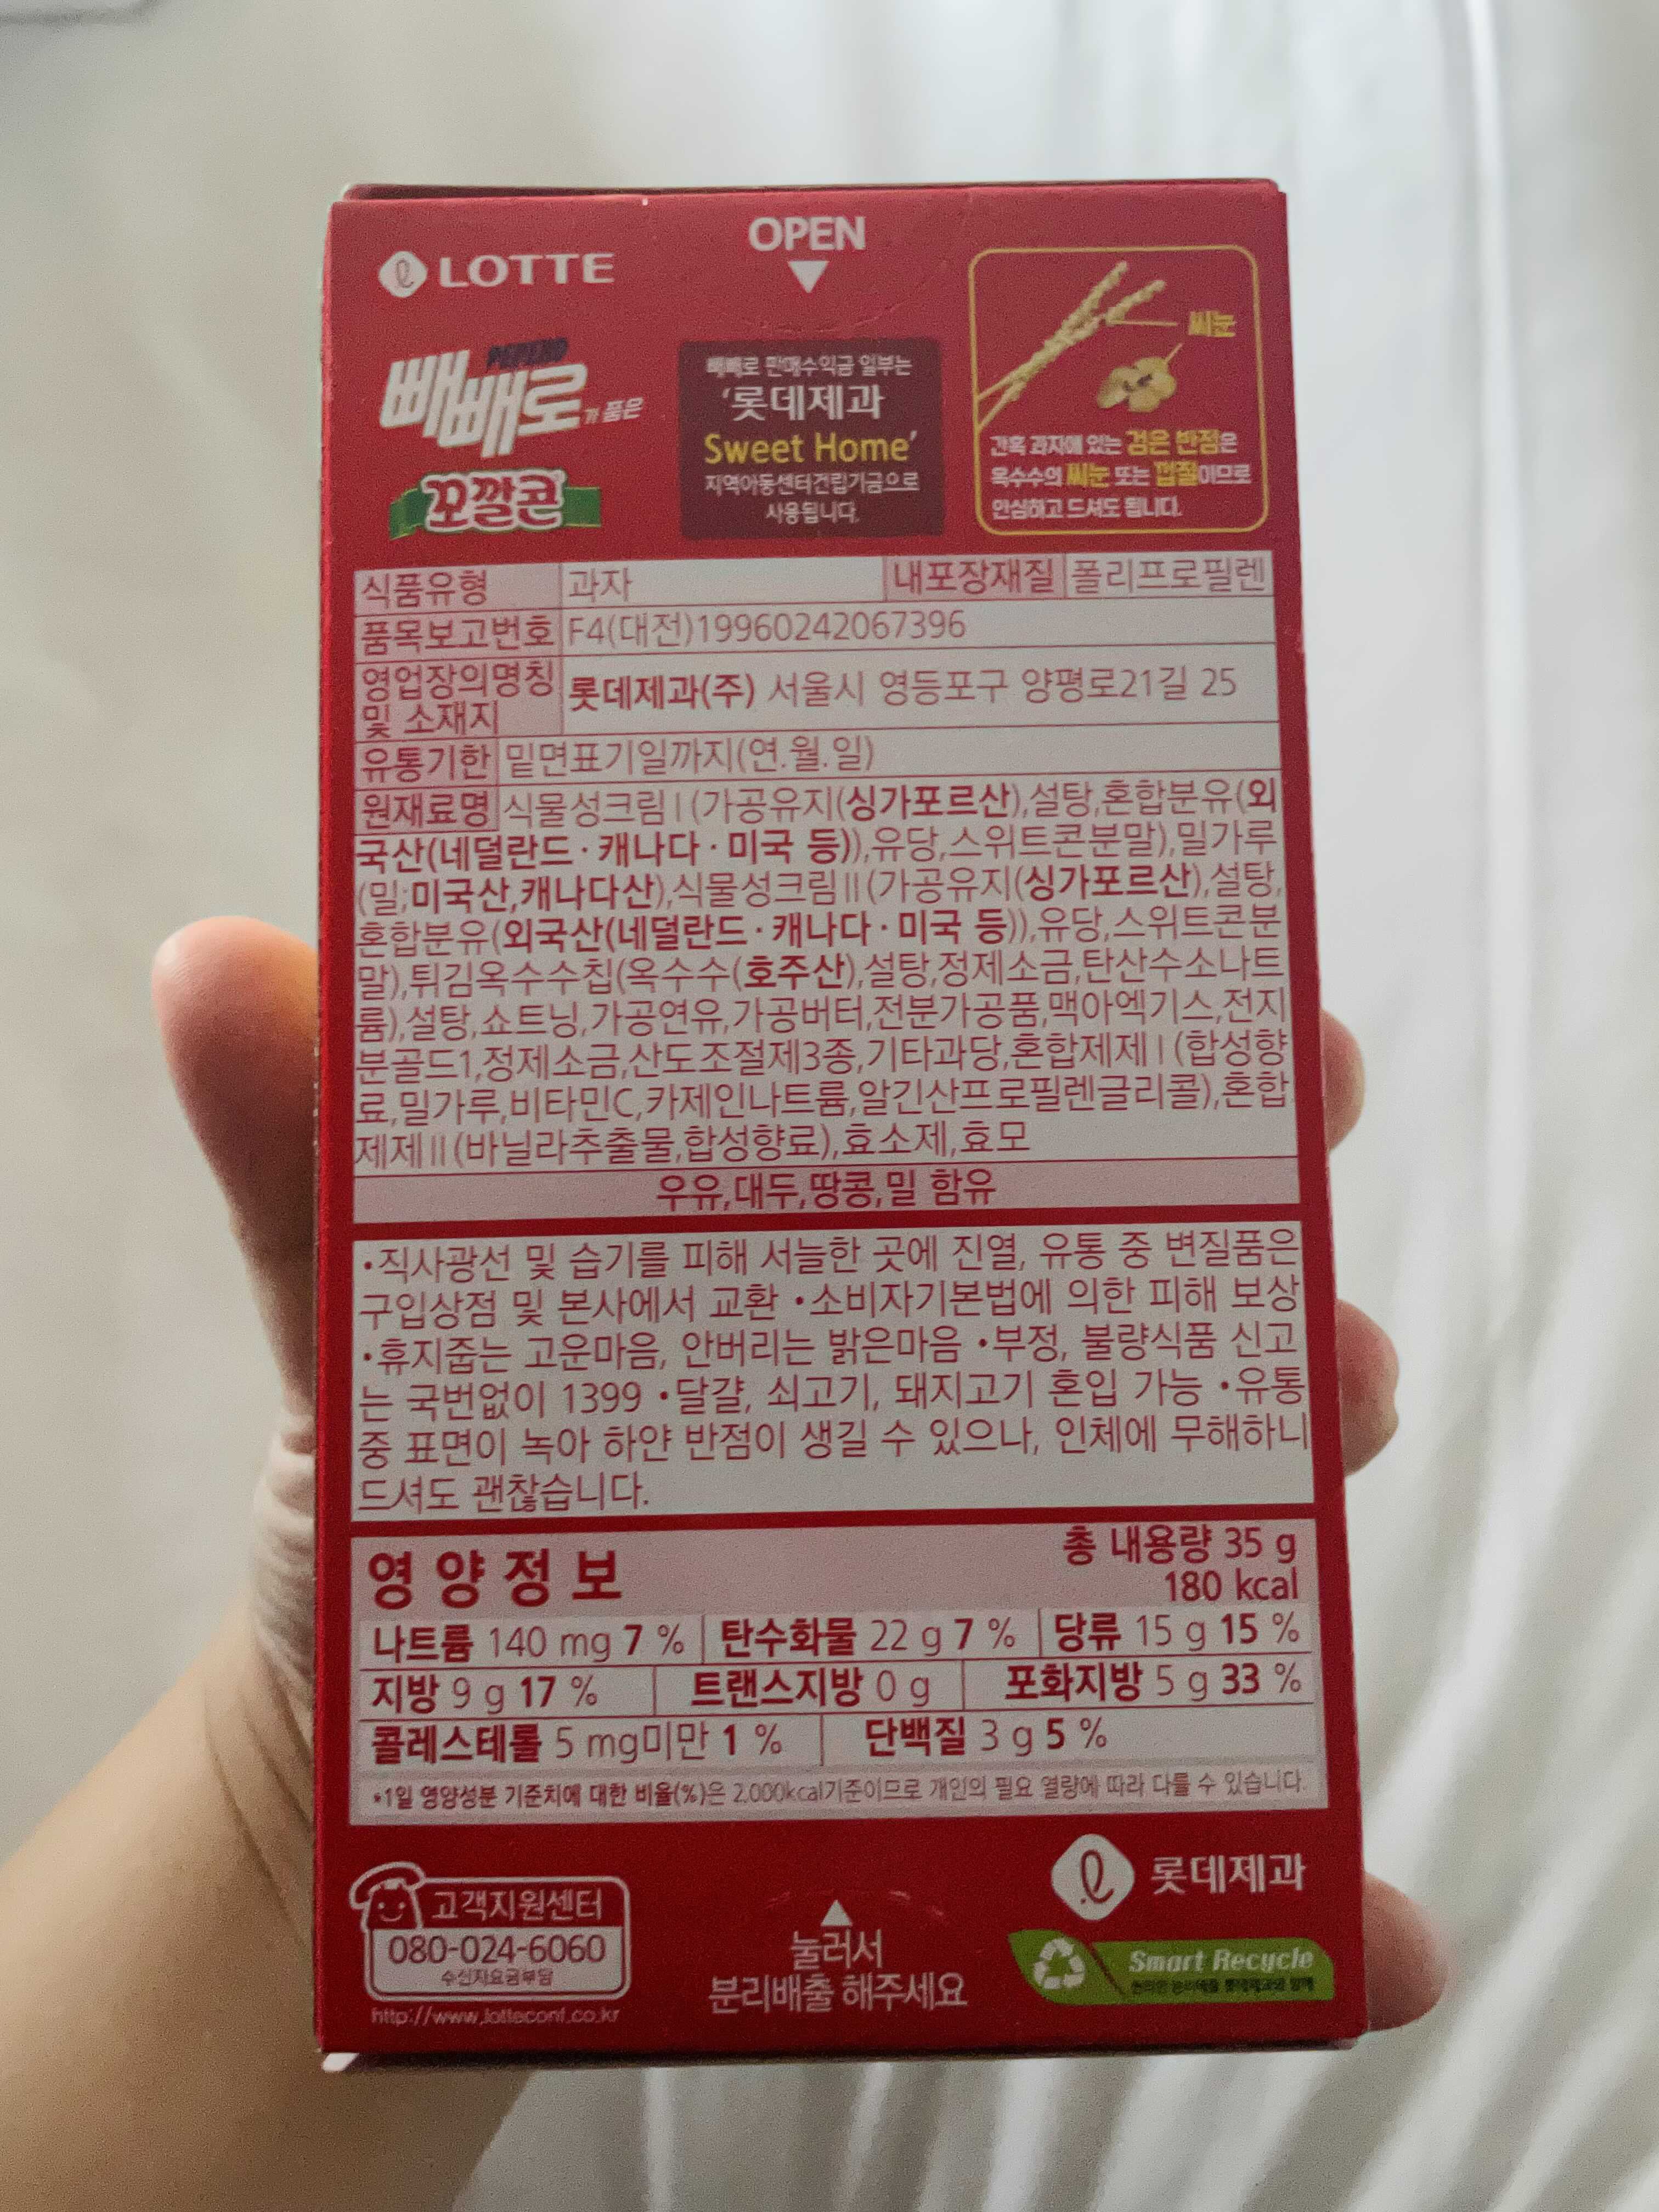 LOTTE
OPEN
PEPERO
빼빼로가 품은
꼬깔콘
빼빼로 판매수익금 일부는
'롯데제과
Sweet Home'
지역아동센터건립기금으로
사용됩니다.
씨눈
간혹 과자에 있는 검은 반점은
옥수수의 씨눈 또는 껍질이므로
안심하고 드셔도 됩니다.
식품유형 과자 내포장재질 폴리프로필렌
품목보고번호 F4(대전)19960242067396
영업장의명칭
및 소재지 롯데제과(주) 서울시 영등포구 양평로21길 25
유통기한 밑면표기일까지(연.월.일)
원재료명 식물성크림Ⅰ(가공유지(싱가포르산),설탕,혼합분유(외
국산(네덜란드·캐나다·미국 등)),유당,스위트콘분말),밀가루
(밀;미국산,캐나다산),식물성크림Ⅱ(가공유지(싱가포르산),설탕,
혼합분유(외국산(네덜란드·캐나다·미국 등)),유당,스위트콘분
말),튀김옥수수칩(옥수수(호주산),설탕,정제소금,탄산수소나트
륨),설탕,쇼트닝,가공연유,가공버터,전분가공품,맥아엑기스,전지
분골드1,정제소금,산도조절제3종,기타과당,혼합제제Ⅰ(합성향
료,밀가루,비타민C,카제인나트륨,알긴산프로필렌글리콜),혼합
제제Ⅱ(바닐라추출물,합성향료),효소제,효모
우유,대두,땅콩,밀 함유
•직사광선 및 습기를 피해 서늘한 곳에 진열, 유통 중 변질품은
구입상점 및 본사에서 교환 •소비자기본법에 의한 피해 보상
•휴지줍는 고운마음, 안버리는 밝은마음 •부정, 불량식품 신고
는 국번없이 1399 •달걀, 쇠고기, 돼지고기 혼입 가능 •유통
중 표면이 녹아 하얀 반점이 생길 수 있으나, 인체에 무해하니
드셔도 괜찮습니다.
영양정보
총 내용량 35 g
180 kcal
나트륨 140 mg 7 % 탄수화물 22 g 7 % 당류 15 g 15 %
지방 9 g 17 % 트랜스지방 0 g 포화지방 5 g 33 %
콜레스테롤 5 mg미만 1 % 단백질 3 g 5 %
*1일 영양성분 기준치에 대한 비율(%)은 2,000kcal기준이므로 개인의 필요 열량에 따라 다를 수 있습니다.
고객지원센터
080-024-6060
수신자요금부담
http://www.lotteconf.co.kr
눌러서
분리배출 해주세요
롯데제과
Smart Recycle